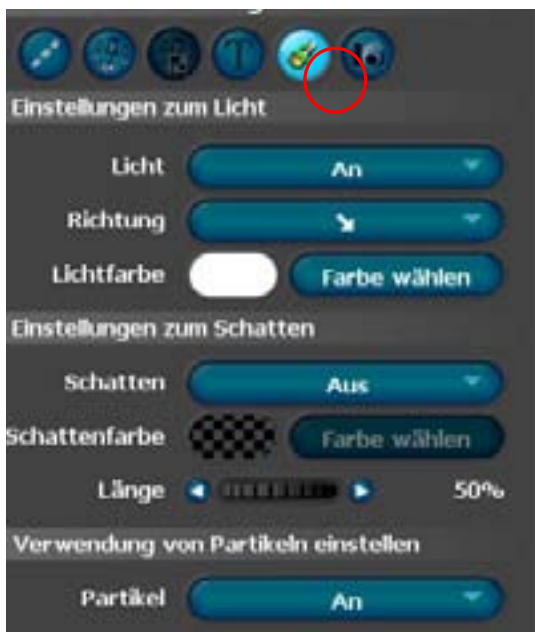 T
Einstellungen zum Licht
Licht An
Richtung
Lichtfarbe Farbe wählen
Einstellungen zum Schatten
Schatten Aus
Schattenfarbe Farbe wählen
Länge 50%
Verwendung von Partikeln einstellen
Partikel An